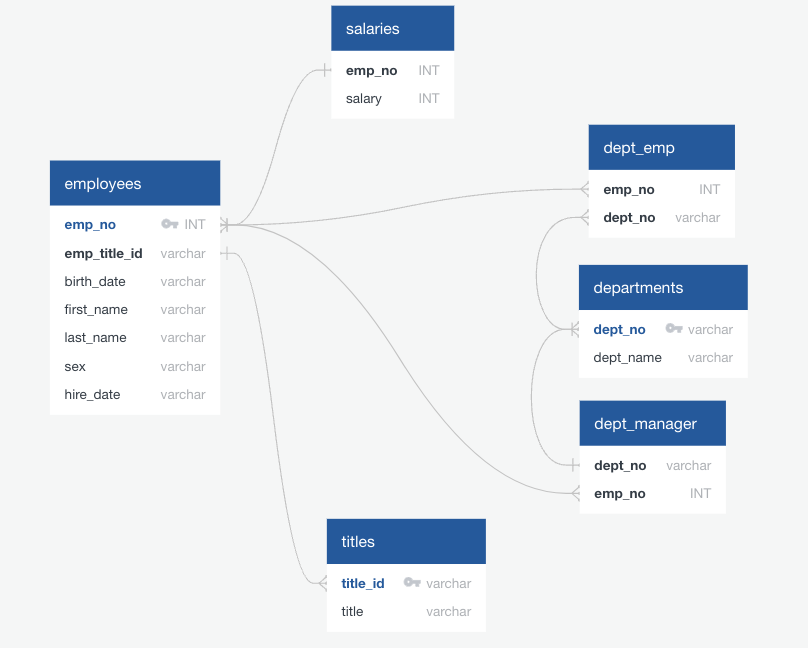 salaries
emp_no INT
salary INT
dept_emp
emp_no INT
dept_no varchar
employees
emp_no INT
emp_title_id varchar
birth_date varchar
first_name varchar
last_name varchar
sex varchar
hire_date varchar
departments
dept_no varchar
dept_name varchar
dept_manager
dept_no varchar
emp_no INT
titles
title_id varchar
title varchar